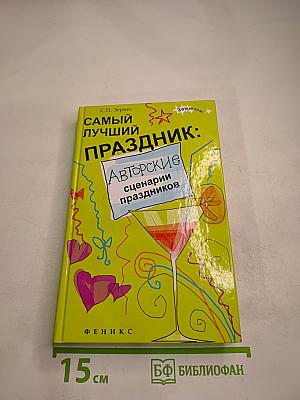 С.П. Зернес
САМЫЙ
ЛУЧШИЙ
ПРАЗДНИК:
АВТОРСКИЕ
сценарии
праздников
ФЕНИКС
15 см
БФ БИБЛИОФАН